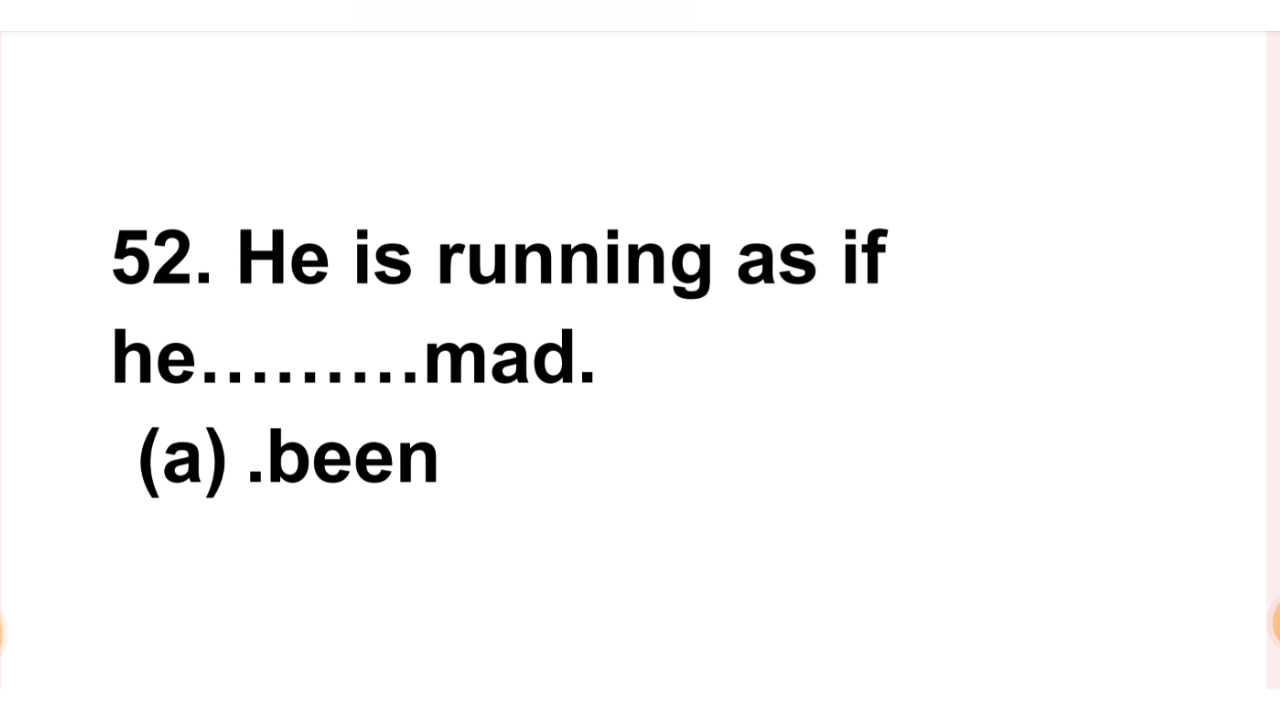 52. He is running as if
he………mad.
(a) .been